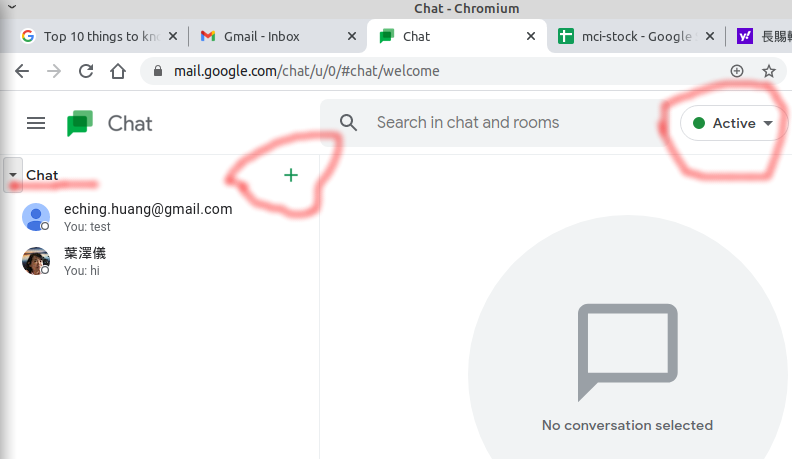 Chat - Chromium
Top 10 things to kn
Gmail - Inbox
Chat
mci-stock - Google
y!
長賜
mail.google.com/chat/u/0/#chat/welcome
Chat
Search in chat and rooms
Active
Chat
eching.huang@gmail.com
You: test
葉澤儀
You: hi
No conversation selected